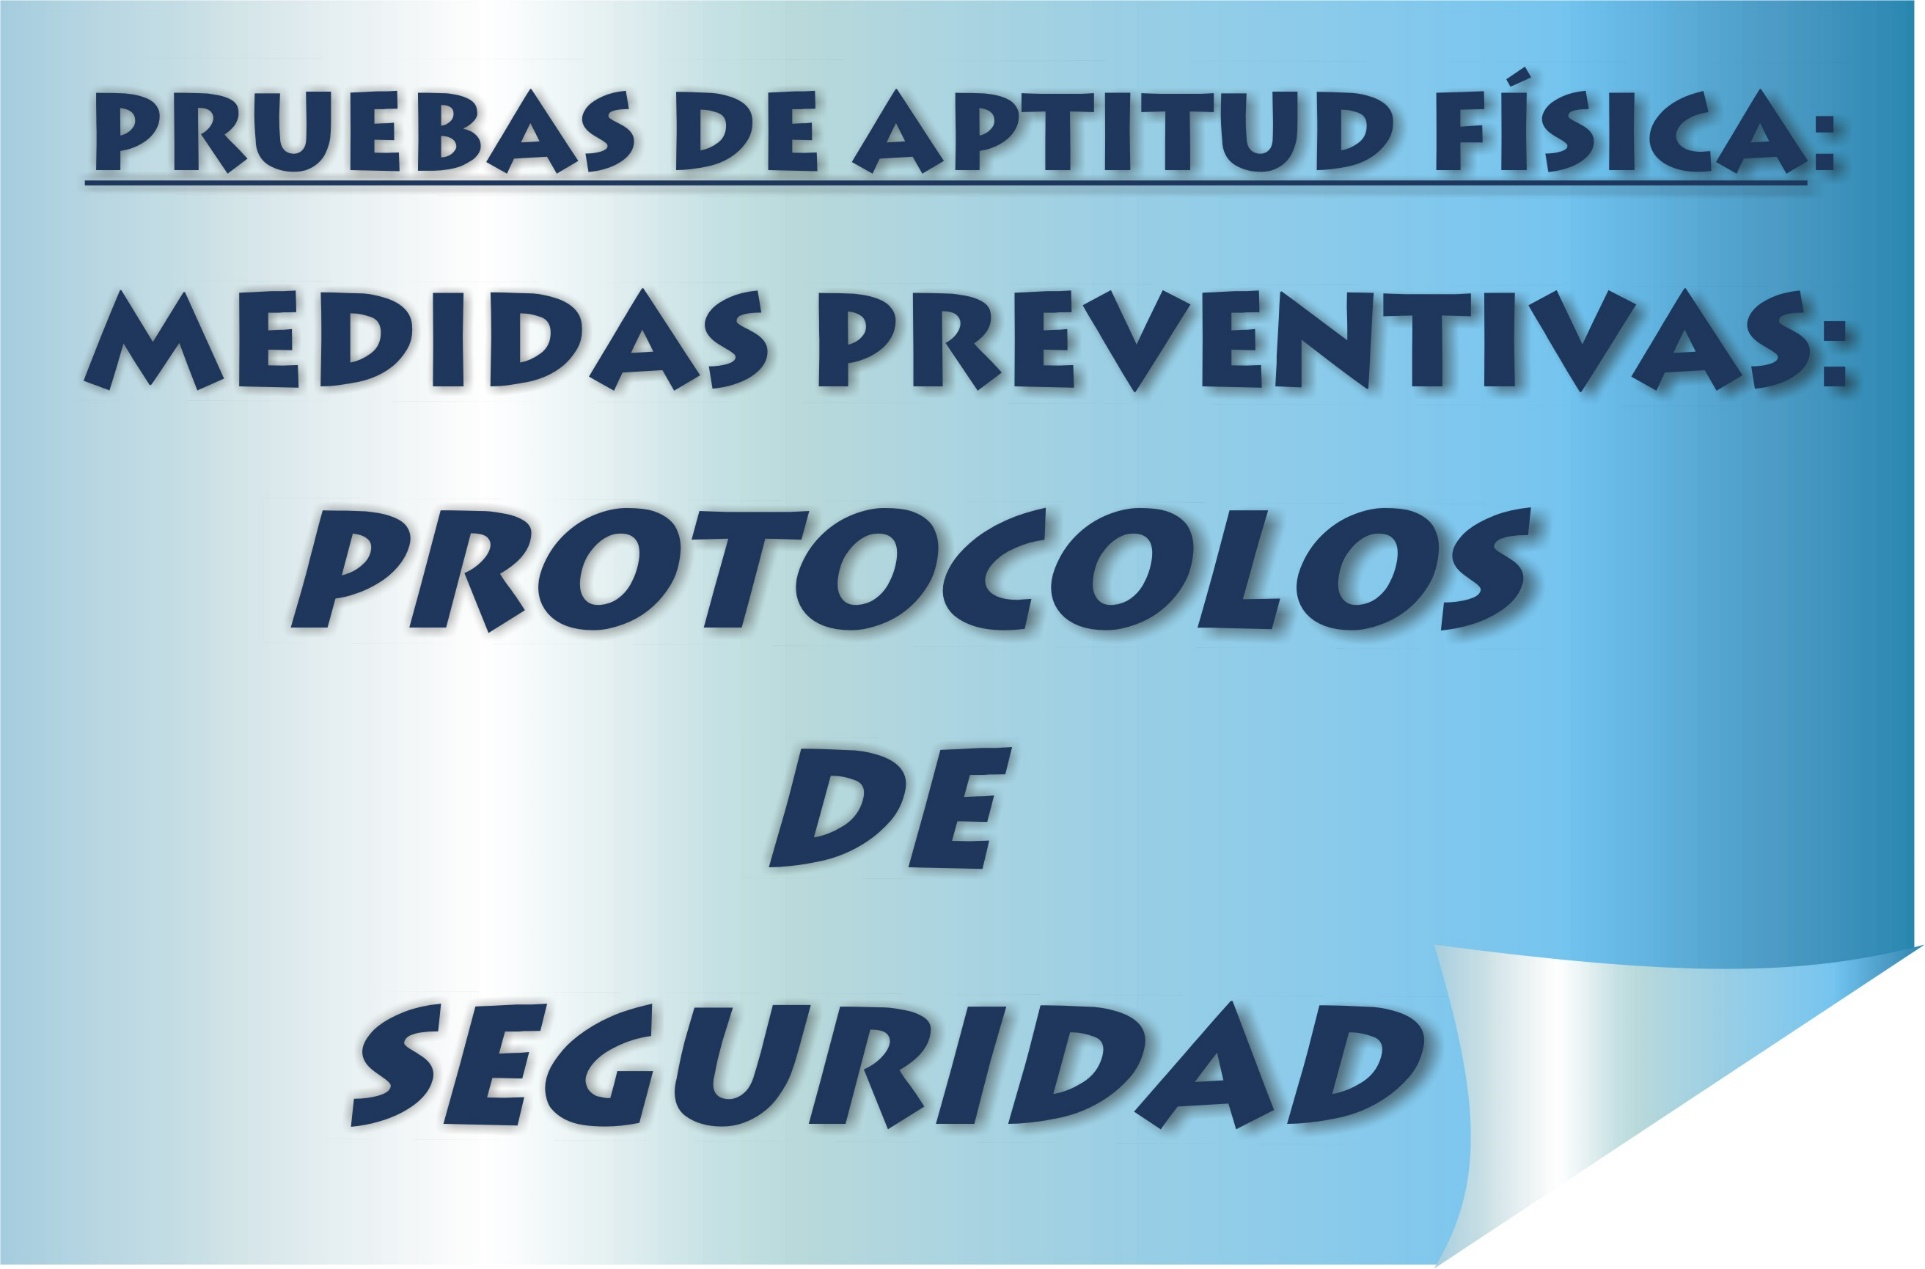 PRUEBAS DE APTITUD FÍSICA:
MEDIDAS PREVENTIVAS:
PROTOCOLOS
DE
SEGURIDAD